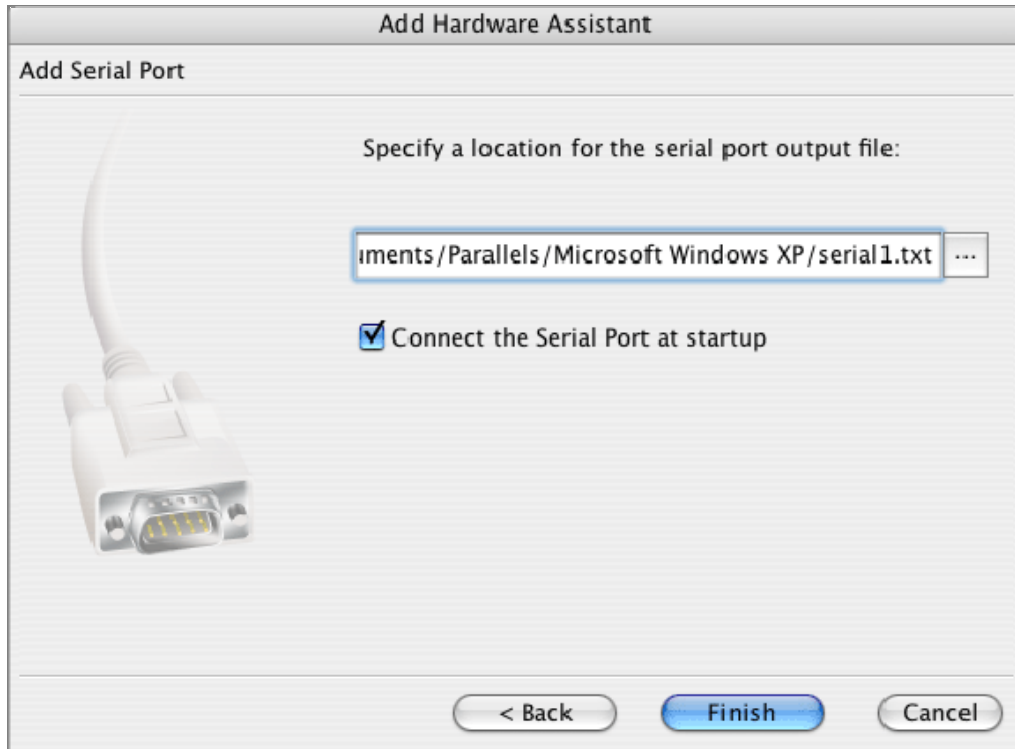 Add Hardware Assistant
Add Serial Port
Specify a location for the serial port output file:
uments/Parallels/Microsoft Windows XP/serial1.txt ...
Connect the Serial Port at startup
< Back Finish Cancel